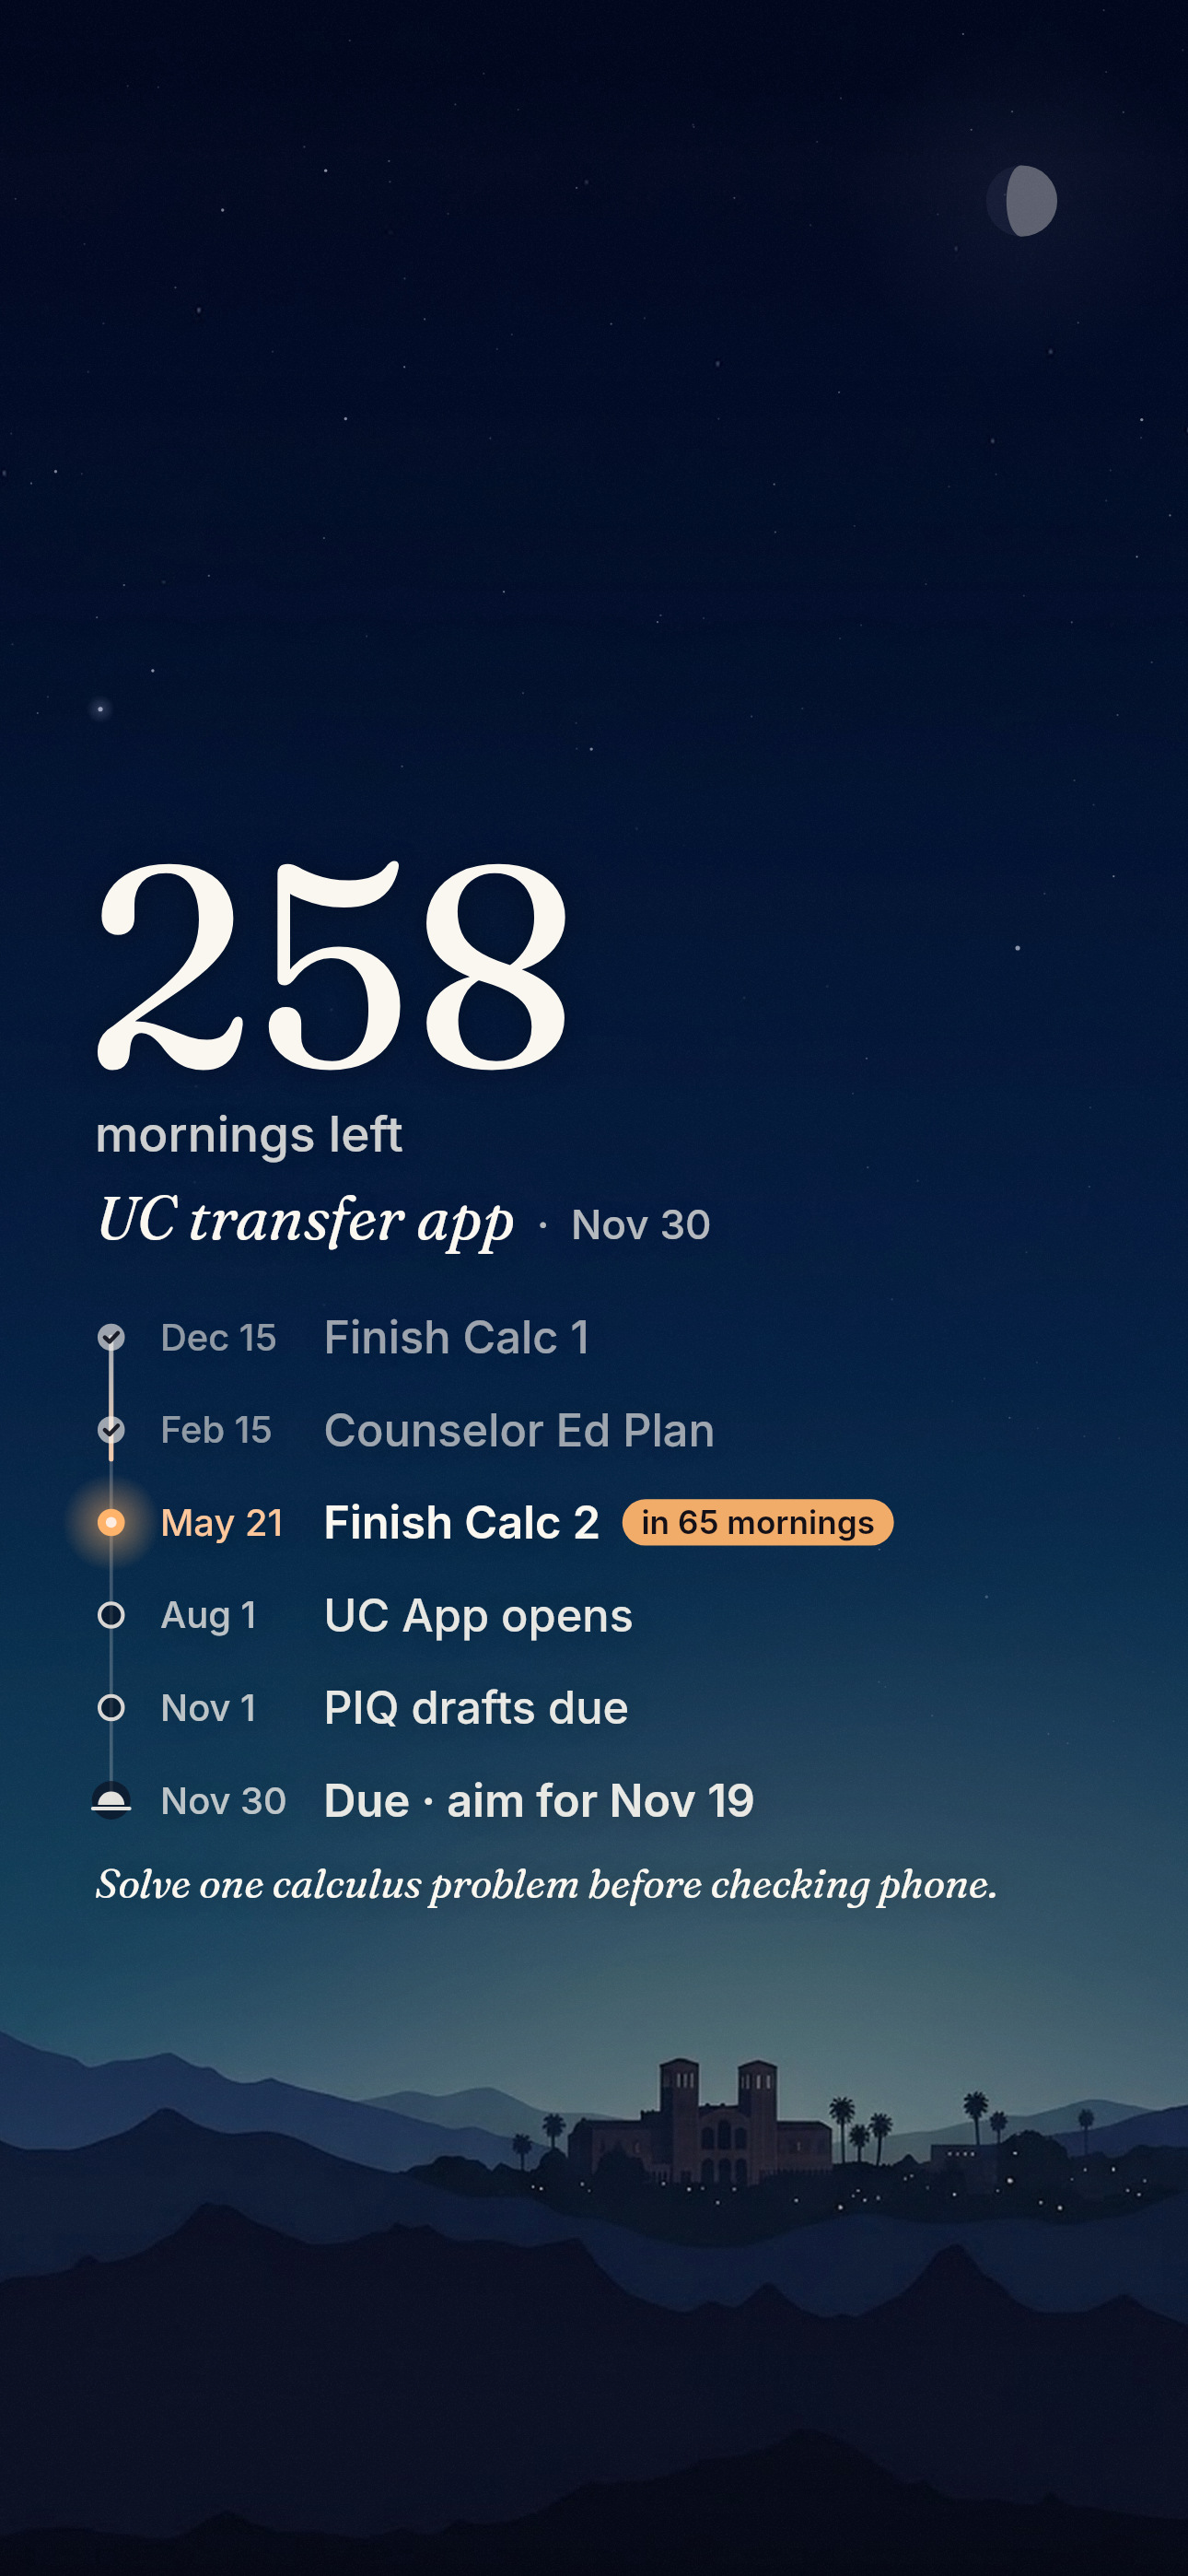 258
mornings left
UC transfer app · Nov 30
Dec 15 Finish Calc 1
Feb 15 Counselor Ed Plan
May 21 Finish Calc 2 in 65 mornings
Aug 1 UC App opens
Nov 1 PIQ drafts due
Nov 30 Due · aim for Nov 19
Solve one calculus problem before checking phone.